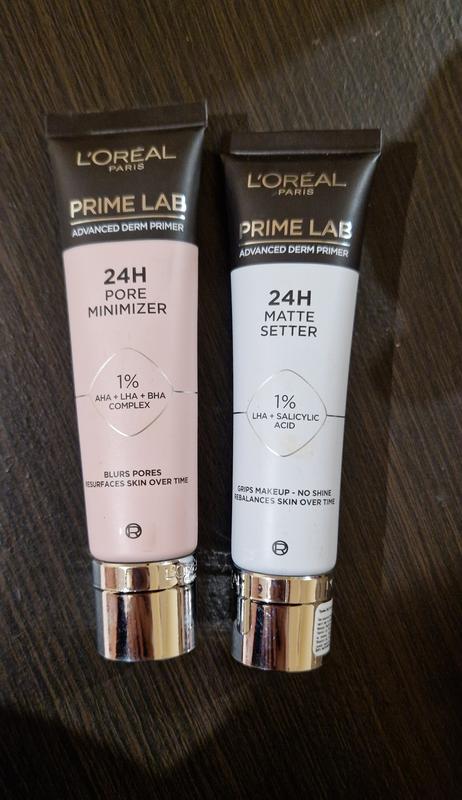 L'ORÉAL
PARIS
PRIME LAB
ADVANCED DERM PRIMER
24H
PORE
MINIMIZER
1%
AHA + LHA + BHA
COMPLEX
BLURS PORES
RESURFACES SKIN OVER TIME
L'ORÉAL
PARIS
PRIME LAB
ADVANCED DERM PRIMER
24H
MATTE
SETTER
1%
LHA + SALICYLIC
ACID
GRIPS MAKEUP - NO SHINE
REBALANCES SKIN OVER TIME